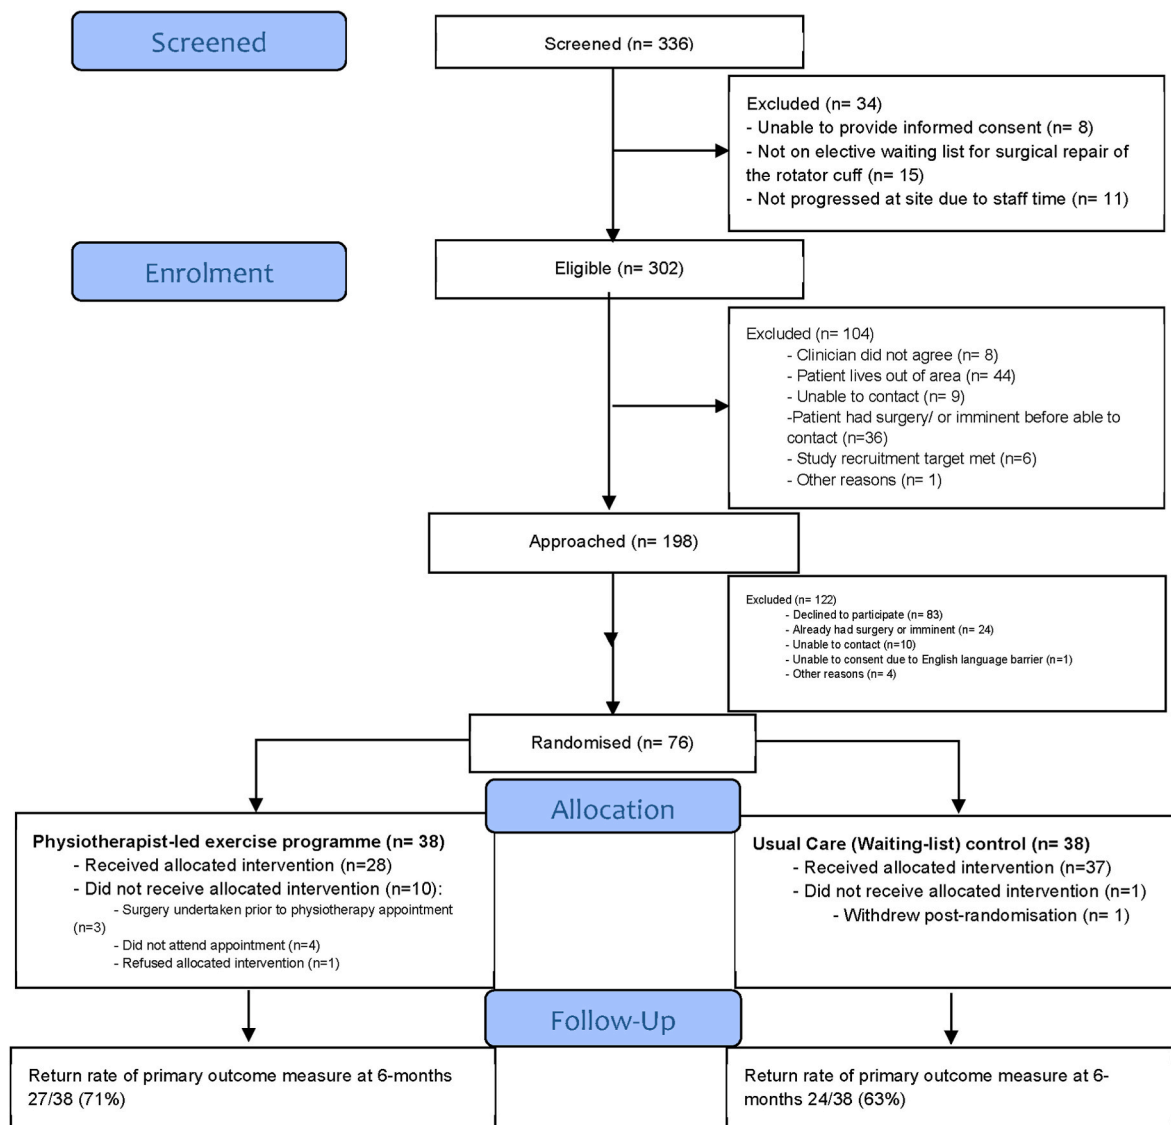 Screened
Screened (n= 336)
Excluded (n= 34)
- Unable to provide informed consent (n= 8)
- Not on elective waiting list for surgical repair of
the rotator cuff (n= 15)
- Not progressed at site due to staff time (n= 11)
Enrolment
Eligible (n= 302)
Excluded (n= 104)
- Clinician did not agree (n= 8)
- Patient lives out of area (n= 44)
- Unable to contact (n= 9)
-Patient had surgery/ or imminent before able to
contact (n=36)
- Study recruitment target met (n=6)
- Other reasons (n= 1)
Approached (n= 198)
Excluded (n= 122)
- Declined to participate (n= 83)
- Already had surgery or imminent (n= 24)
- Unable to contact (n=10)
- Unable to consent due to English language barrier (n=1)
- Other reasons (n= 4)
Randomised (n= 76)
Allocation
Physiotherapist-led exercise programme (n= 38)
- Received allocated intervention (n=28)
- Did not receive allocated intervention (n=10):
- Surgery undertaken prior to physiotherapy appointment
(n=3)
- Did not attend appointment (n=4)
- Refused allocated intervention (n=1)
Usual Care (Waiting-list) control (n= 38)
- Received allocated intervention (n=37)
- Did not receive allocated intervention (n=1)
- Withdrew post-randomisation (n= 1)
Follow-Up
Return rate of primary outcome measure at 6-months
27/38 (71%)
Return rate of primary outcome measure at 6-
months 24/38 (63%)